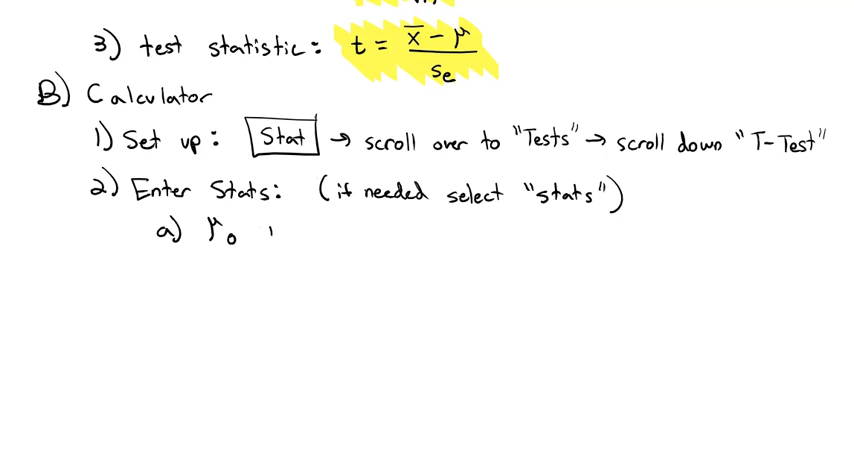 3) test statistic: t = x̄ - μ / se
B) Calculator
1) Set up: Stat → scroll over to "Tests" → scroll down "T-Test"
2) Enter Stats: (if needed select "stats")
a) μ₀